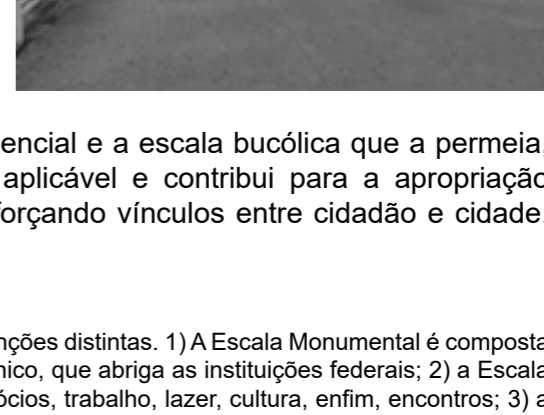 encial e a escala bucólica que a permeia.
aplicável e contribui para a apropriação
forçando vínculos entre cidadão e cidade.
nções distintas. 1) A Escala Monumental é composta
nico, que abriga as instituições federais; 2) a Escala
ócios, trabalho, lazer, cultura, enfim, encontros; 3) a